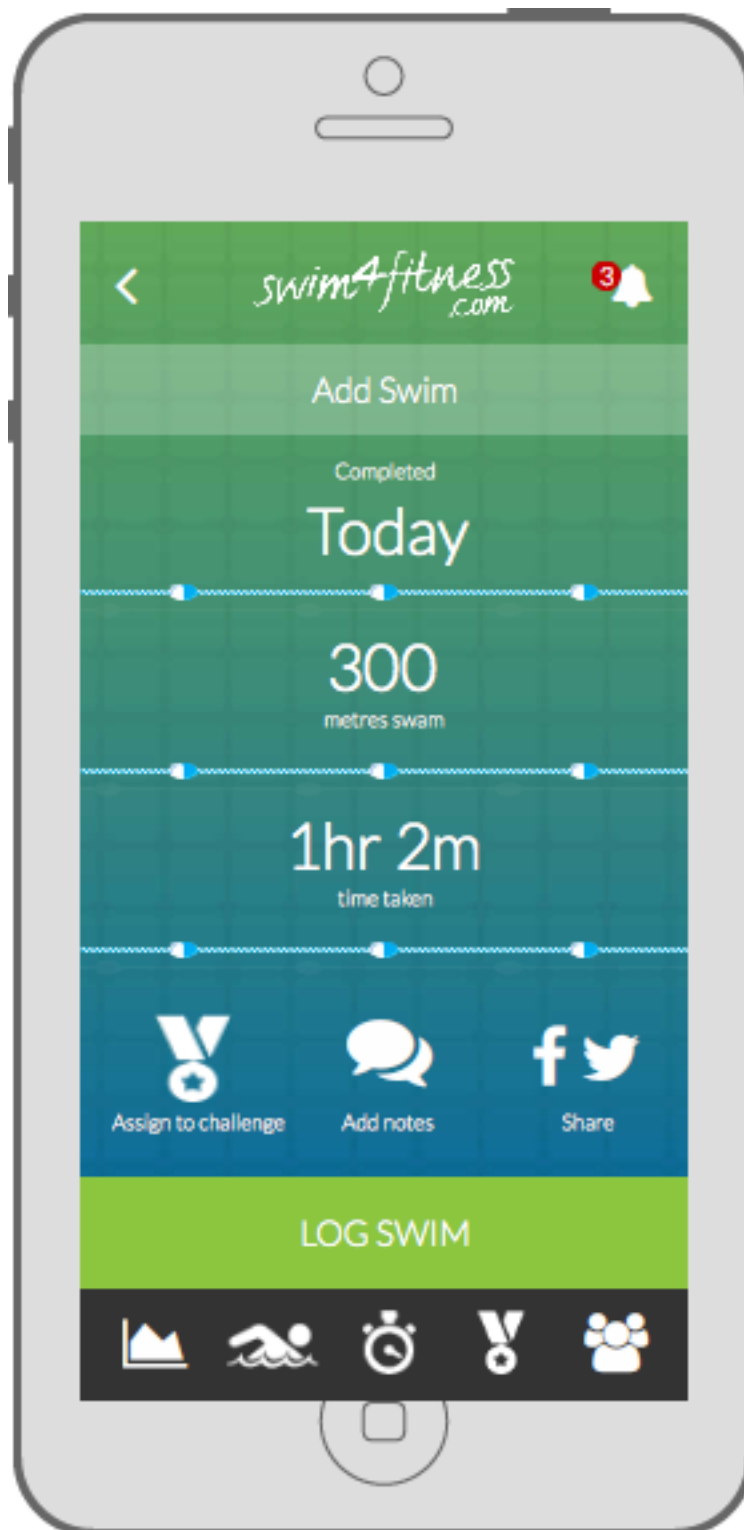 swim4fitness
.com
3
Add Swim
Completed
Today
300
metres swam
1hr 2m
time taken
Assign to challenge
Add notes
Share
LOG SWIM